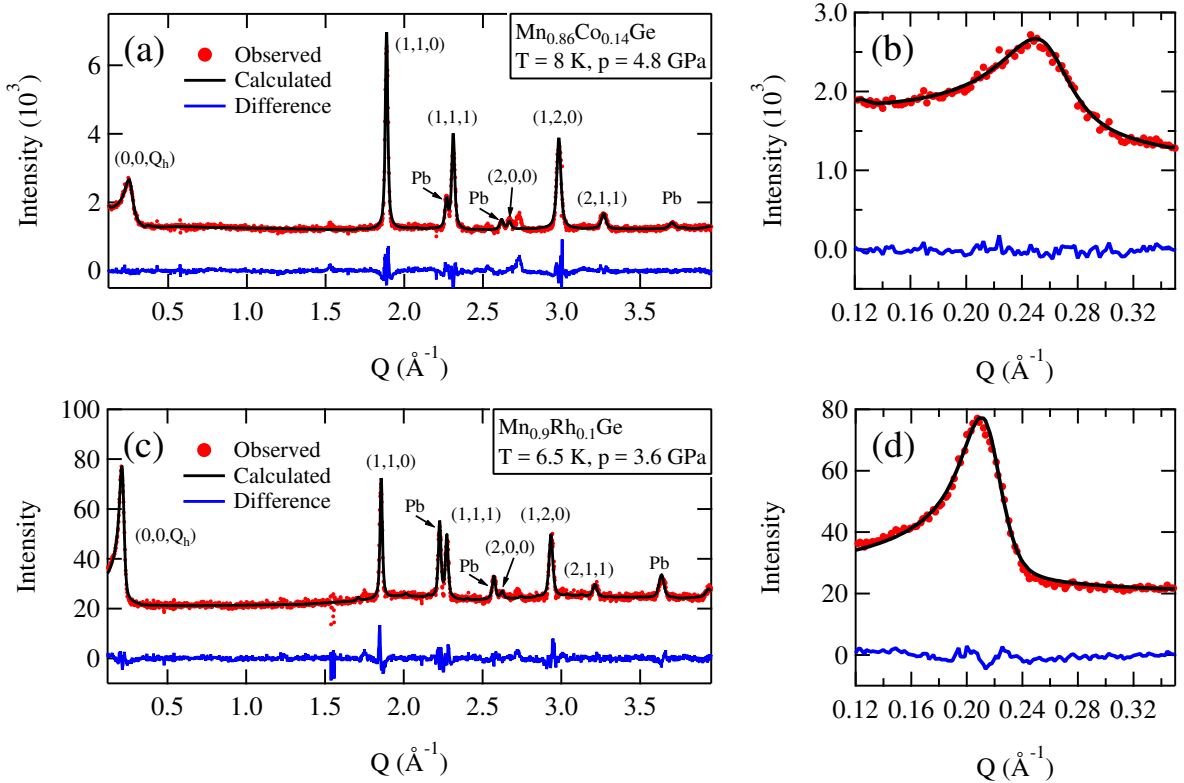 (a)
Observed
Calculated
Difference
Mn0.86Co0.14Ge
T = 8 K, p = 4.8 GPa
(0,0,Qh)
(1,1,0)
Pb
(1,1,1)
Pb
(2,0,0)
(1,2,0)
(2,1,1)
Pb
Intensity (10³)
6
4
2
0
0.5
1.0
1.5
2.0
2.5
3.0
3.5
Q (Å⁻¹)
(b)
Intensity (10³)
3.0
2.0
1.0
0.0
0.12
0.16
0.20
0.24
0.28
0.32
Q (Å⁻¹)
(c)
Observed
Calculated
Difference
Mn0.9Rh0.1Ge
T = 6.5 K, p = 3.6 GPa
(0,0,Qh)
(1,1,0)
Pb
(1,1,1)
Pb
(2,0,0)
(1,2,0)
(2,1,1)
Pb
Intensity
100
80
60
40
20
0
0.5
1.0
1.5
2.0
2.5
3.0
3.5
Q (Å⁻¹)
(d)
Intensity
80
60
40
20
0
0.12
0.16
0.20
0.24
0.28
0.32
Q (Å⁻¹)